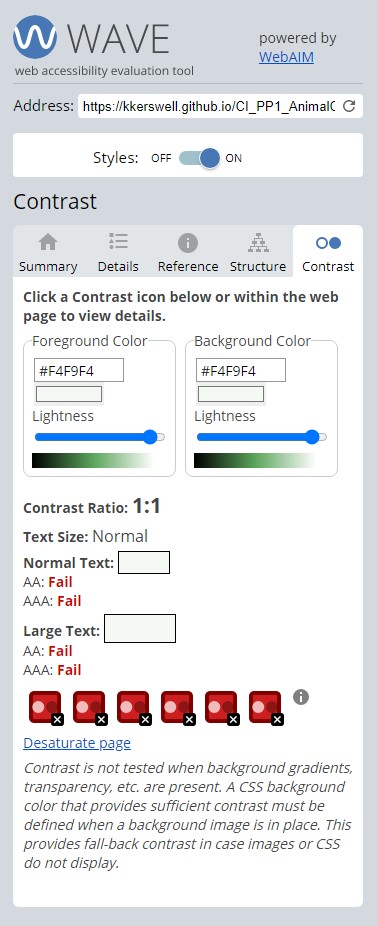 WAVE
powered by
WebAIM
web accessibility evaluation tool
Address: https://kkerswell.github.io/CI_PP1_AnimalC
Styles: OFF ON
Contrast
Summary Details Reference Structure Contrast
Click a Contrast icon below or within the web
page to view details.
Foreground Color Background Color
#F4F9F4 #F4F9F4
Lightness Lightness
Contrast Ratio: 1:1
Text Size: Normal
Normal Text:
AA: Fail
AAA: Fail
Large Text:
AA: Fail
AAA: Fail
Desaturate page
Contrast is not tested when background gradients,
transparency, etc. are present. A CSS background
color that provides sufficient contrast must be
defined when a background image is in place. This
provides fall-back contrast in case images or CSS
do not display.